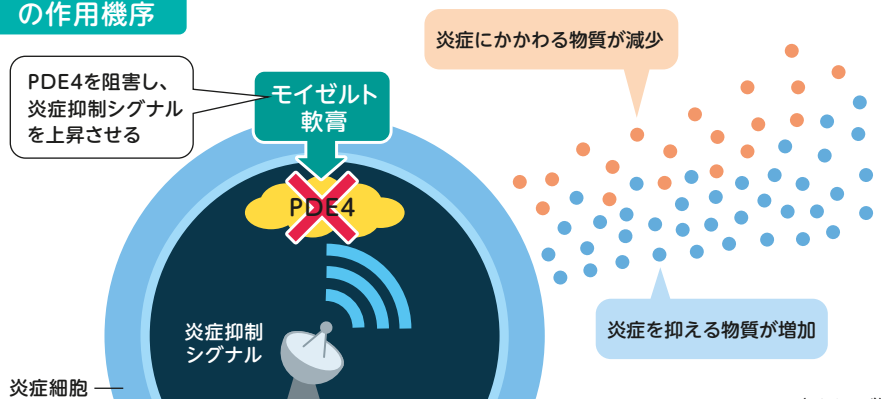 の作用機序
PDE4を阻害し、
炎症抑制シグナル
を上昇させる
モイゼルト
軟膏
炎症にかかわる物質が減少
PDE4
炎症抑制
シグナル
炎症を抑える物質が増加
炎症細胞